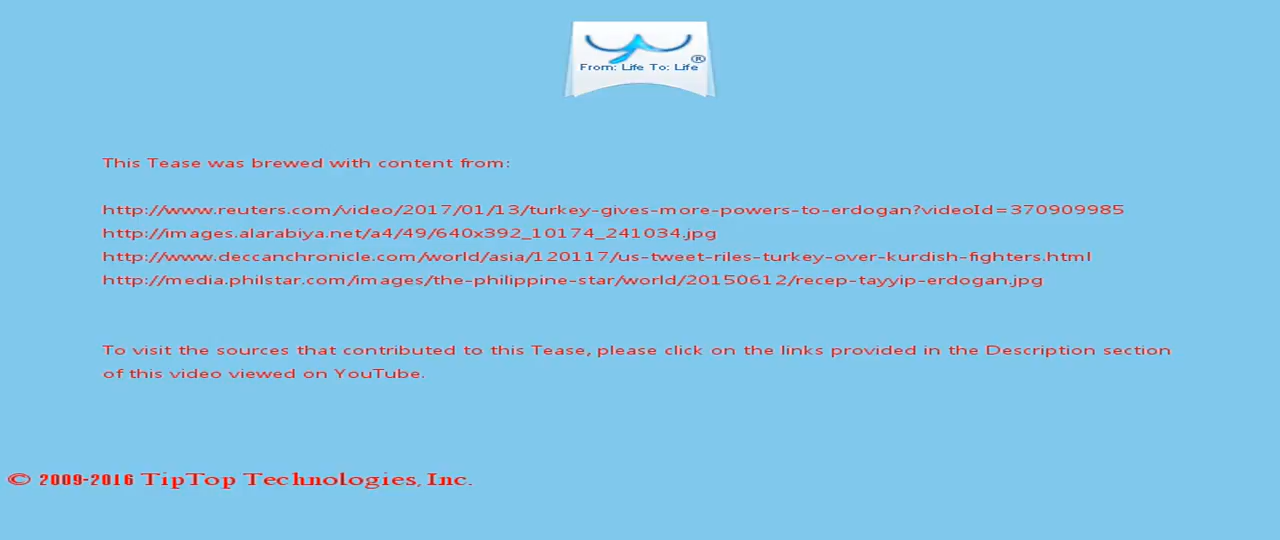 From: Life To: Life®
This Tease was brewed with content from:
http://www.reuters.com/video/2017/01/13/turkey-gives-more-powers-to-erdogan?videoId=370909985
http://images.alarabiya.net/a4/49/640x392_10174_241034.jpg
http://www.deccanchronicle.com/world/asia/120117/us-tweet-riles-turkey-over-kurdish-fighters.html
http://media.philstar.com/images/the-philippine-star/world/20150612/recep-tayyip-erdogan.jpg
To visit the sources that contributed to this Tease, please click on the links provided in the Description section
of this video viewed on YouTube.
© 2009-2016 TipTop Technologies, Inc.